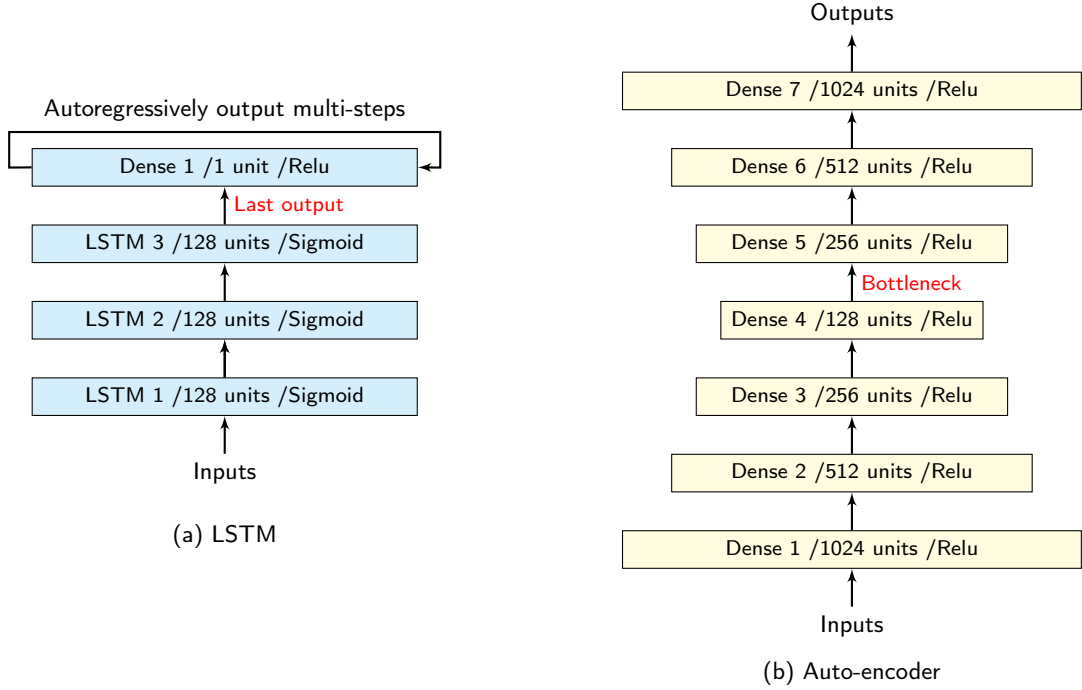 Autoregressively output multi-steps
Dense 1 /1 unit /Relu
Last output
LSTM 3 /128 units /Sigmoid
LSTM 2 /128 units /Sigmoid
LSTM 1 /128 units /Sigmoid
Inputs
(a) LSTM
Outputs
Dense 7 /1024 units /Relu
Dense 6 /512 units /Relu
Dense 5 /256 units /Relu
Bottleneck
Dense 4 /128 units /Relu
Dense 3 /256 units /Relu
Dense 2 /512 units /Relu
Dense 1 /1024 units /Relu
Inputs
(b) Auto-encoder